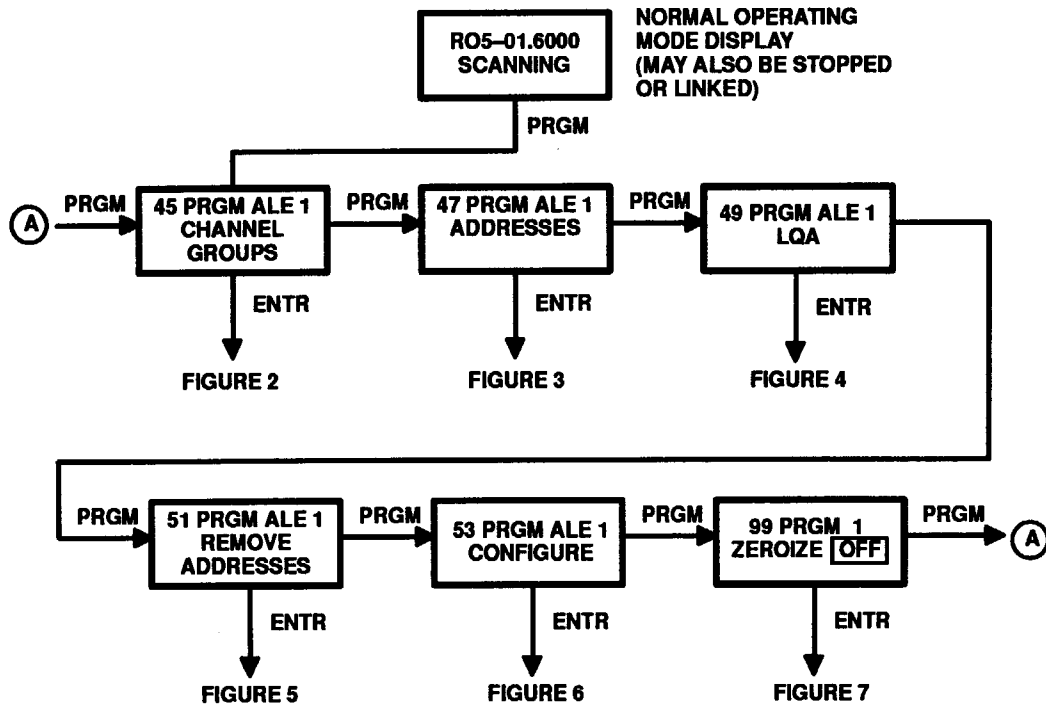 RO5–01.6000
SCANNING
NORMAL OPERATING
MODE DISPLAY
(MAY ALSO BE STOPPED
OR LINKED)
PRGM
A
PRGM
45 PRGM ALE 1
CHANNEL
GROUPS
PRGM
47 PRGM ALE 1
ADDRESSES
PRGM
49 PRGM ALE 1
LQA
ENTR
ENTR
ENTR
FIGURE 2
FIGURE 3
FIGURE 4
PRGM
51 PRGM ALE 1
REMOVE
ADDRESSES
PRGM
53 PRGM ALE 1
CONFIGURE
PRGM
99 PRGM 1
ZEROIZE OFF
PRGM
A
ENTR
ENTR
ENTR
FIGURE 5
FIGURE 6
FIGURE 7